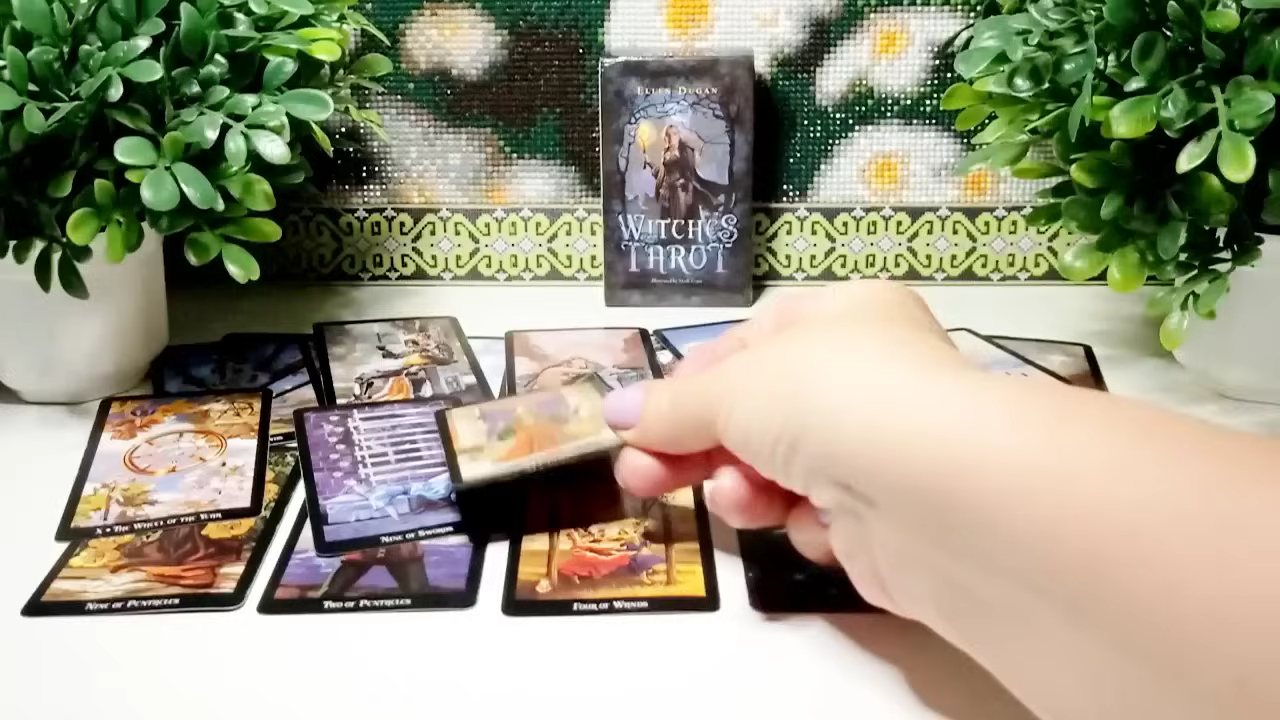 ELLEN DUGAN
WITCHES
TAROT
X • THE WHEEL OF THE YEAR
NINE OF SWORDS
NINE OF PENTACLES
TWO OF PENTACLES
FOUR OF WANDS